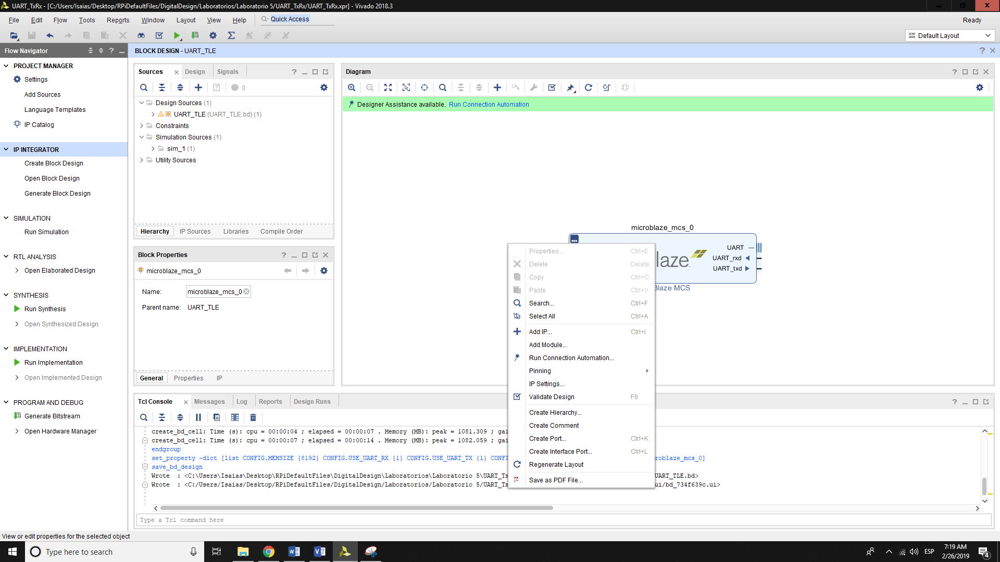 UART_TxRx - [C:/Users/Isaias/Desktop/RPiDefaultFiles/DigitalDesign/Laboratorios/Laboratorio 5/UART_TxRx/UART_TxRx.xpr] - Vivado 2018.3
File Edit Flow Tools Reports Window Layout View Help Quick Access Ready
Default Layout
Flow Navigator
PROJECT MANAGER
Settings
Add Sources
Language Templates
IP Catalog
IP INTEGRATOR
Create Block Design
Open Block Design
Generate Block Design
SIMULATION
Run Simulation
RTL ANALYSIS
Open Elaborated Design
SYNTHESIS
Run Synthesis
Open Synthesized Design
IMPLEMENTATION
Run Implementation
Open Implemented Design
PROGRAM AND DEBUG
Generate Bitstream
Open Hardware Manager
BLOCK DESIGN - UART_TLE
Sources Design Signals
0
Design Sources (1)
UART_TLE (UART_TLE.bd) (1)
Constraints
Simulation Sources (1)
sim_1 (1)
Utility Sources
Hierarchy IP Sources Libraries Compile Order
Block Properties
microblaze_mcs_0
Name: microblaze_mcs_0
Parent name: UART_TLE
General Properties IP
Diagram
Designer Assistance available. Run Connection Automation
microblaze_mcs_0
UART
UART_rxd
UART_txd
laze
Blaze MCS
Properties... Ctrl+E
Delete Delete
Copy Ctrl+C
Paste Ctrl+V
Search... Ctrl+F
Select All Ctrl+A
Add IP... Ctrl+I
Add Module...
Run Connection Automation...
Pinning
IP Settings...
Validate Design F6
Create Hierarchy...
Create Comment
Create Port... Ctrl+K
Create Interface Port... Ctrl+L
Regenerate Layout
Save as PDF File...
Tcl Console Messages Log Reports Design Runs
create_bd_cell: Time (s): cpu = 00:00:04 ; elapsed = 00:00:07 . Memory (MB): peak = 1081.309 ; gai
create_bd_cell: Time (s): cpu = 00:00:07 ; elapsed = 00:00:14 . Memory (MB): peak = 1082.059 ; gai
endgroup
set_property -dict [list CONFIG.MEMSIZE {8192} CONFIG.USE_UART_RX {1} CONFIG.USE_UART_TX {1} CONFI roblaze_mcs_0]
save_bd_design
Wrote : <C:\Users\Isaias\Desktop\RPiDefaultFiles\DigitalDesign\Laboratorios\Laboratorio 5\UART_Tx UART_TLE.bd>
Wrote : <C:/Users/Isaias/Desktop/RPiDefaultFiles/DigitalDesign/Laboratorios/Laboratorio 5/UART_Tx ui/bd_734f639c.ui>
Type a Tcl command here
View or edit properties for the selected object
Type here to search
ESP
7:19 AM
2/26/2019
4